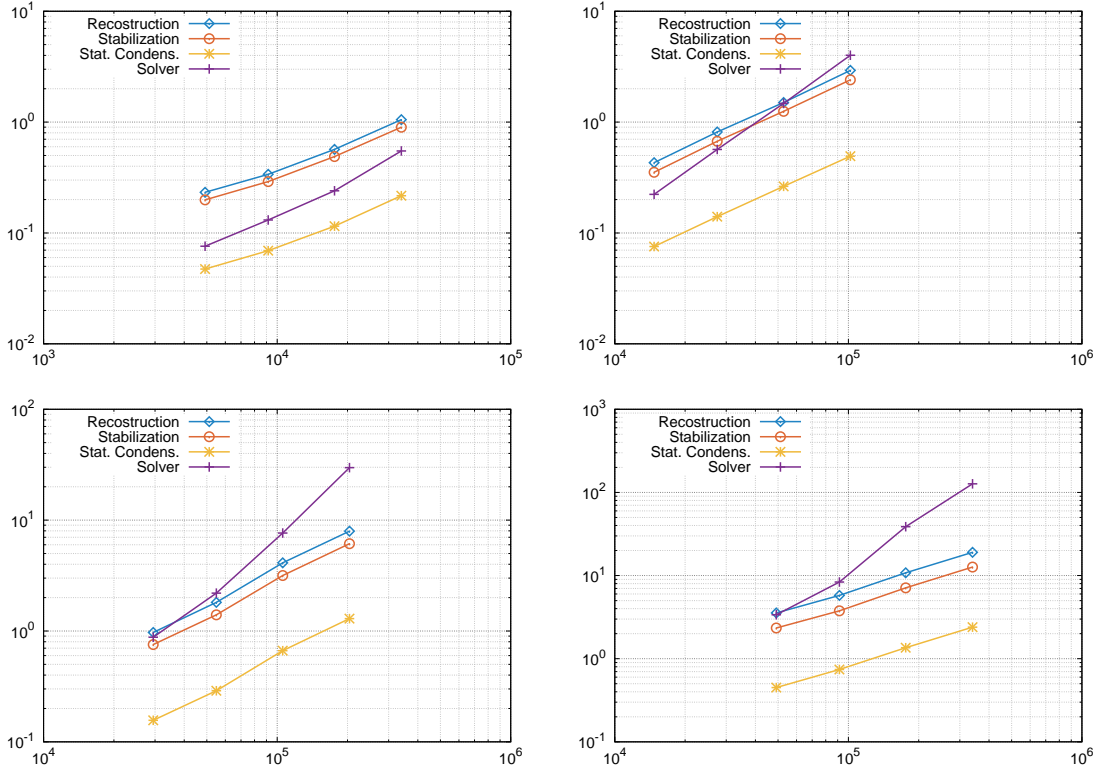 10^1
10^0
10^-1
10^-2
10^3
10^4
10^5
Recostruction
Stabilization
Stat. Condens.
Solver
10^1
10^0
10^-1
10^-2
10^4
10^5
10^6
Recostruction
Stabilization
Stat. Condens.
Solver
10^2
10^1
10^0
10^-1
10^4
10^5
10^6
Recostruction
Stabilization
Stat. Condens.
Solver
10^3
10^2
10^1
10^0
10^-1
10^4
10^5
10^6
Recostruction
Stabilization
Stat. Condens.
Solver